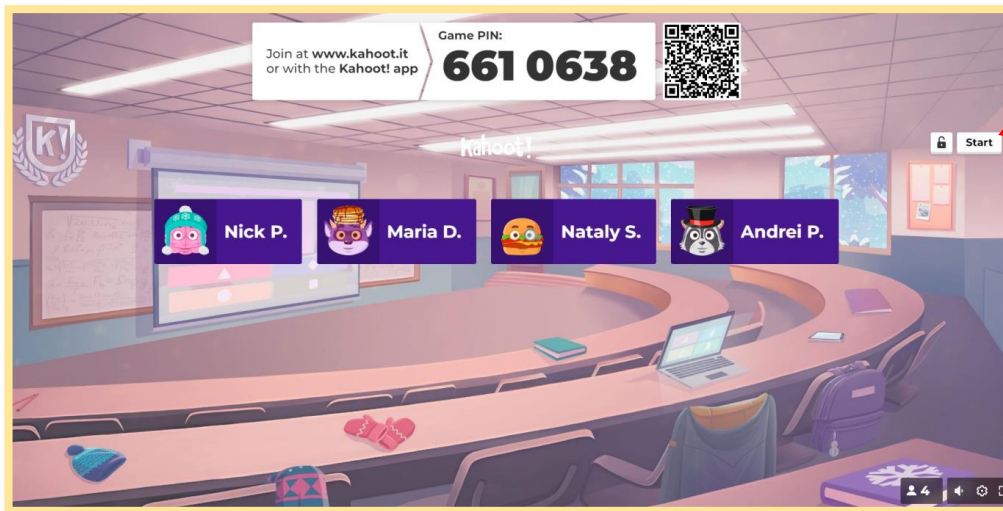 Join at www.kahoot.it
or with the Kahoot! app
Game PIN:
661 0638
K!
Kahoot!
Start
Nick P.
Maria D.
Nataly S.
Andrei P.
4